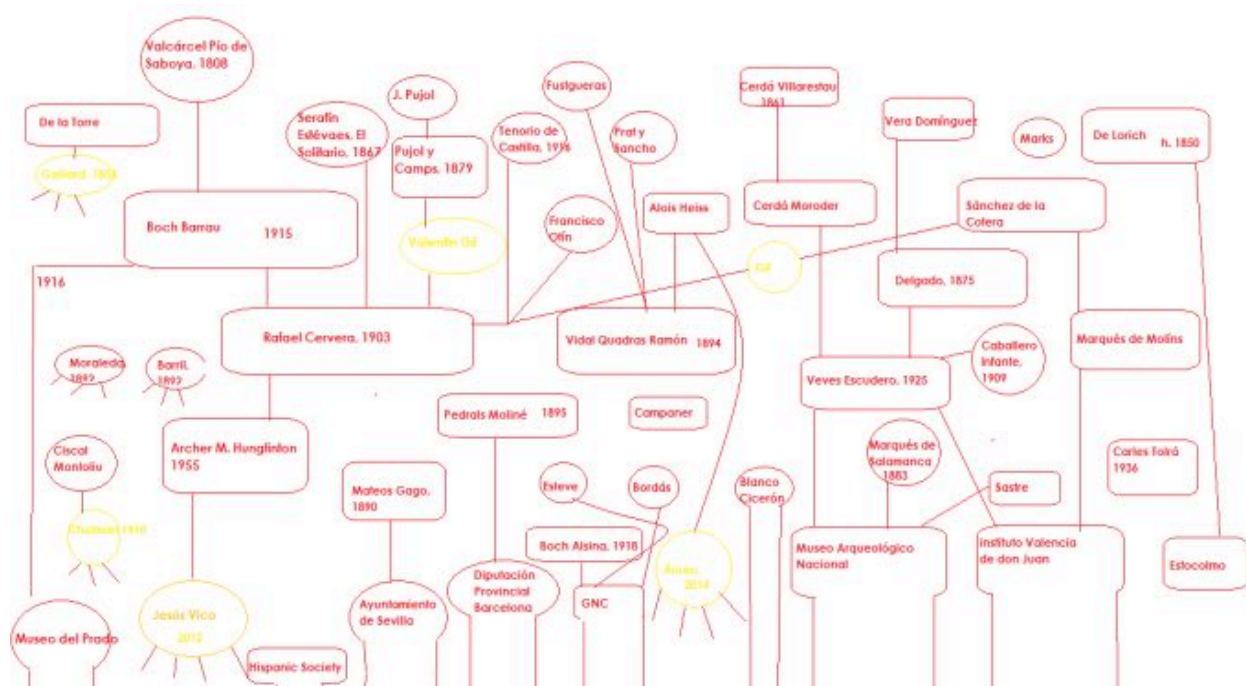 Valcárcel Pío de
Saboya, 1808
J. Pujol
Fustgueras
Cerdá Villarestau
1861
De la Torre
Serafín
Estévaes, El
Solitario, 1867
Tenorio de
Castilla, 1916
Prat y
Sancho
Vera Domínguez
Marks
De Lorich
h. 1850
Pujol y
Camps, 1879
Boch Barrau
1915
Valentín Gil
Francisco
Otín
Alois Heiss
Cerdá Moroder
Sánchez de la
Cotera
Gil
Delgado, 1875
1916
Rafael Cervera, 1903
Vidal Quadras Ramón
1894
Marqués de Molíns
Moraleda,
1892
Barril,
1892
Veves Escudero, 1925
Caballero
Infante,
1909
Pedrals Moliné
1895
Campaner
Ciscal
Montoliu
Archer M. Hungtinton
1955
Mateos Gago,
1890
Esteve
Bordás
Blanco
Cicerón
Marqués de
Salamanca
1883
Sastre
Carles Tolrá
1936
Boch Alsina, 1918
Museo Arqueológico
Nacional
instituto Valencia
de don Juan
Estocolmo
Áureo,
2014
Diputación
Provincial
Barcelona
GNC
Jesús Vico
2012
Ayuntamiento
de Sevilla
Museo del Prado
Hispanic Society